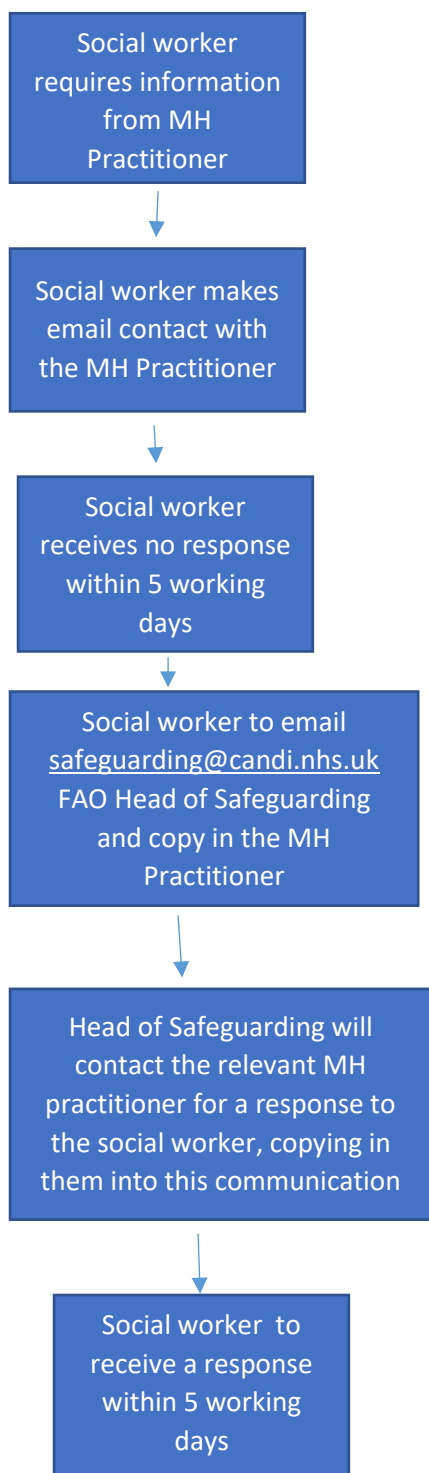 Social worker
requires information
from MH
Practitioner
Social worker makes
email contact with
the MH Practitioner
Social worker
receives no response
within 5 working
days
Social worker to email
safeguarding@candi.nhs.uk
FAO Head of Safeguarding
and copy in the MH
Practitioner
Head of Safeguarding will
contact the relevant MH
practitioner for a response to
the social worker, copying in
them into this communication
Social worker  to
receive a response
within 5 working
days